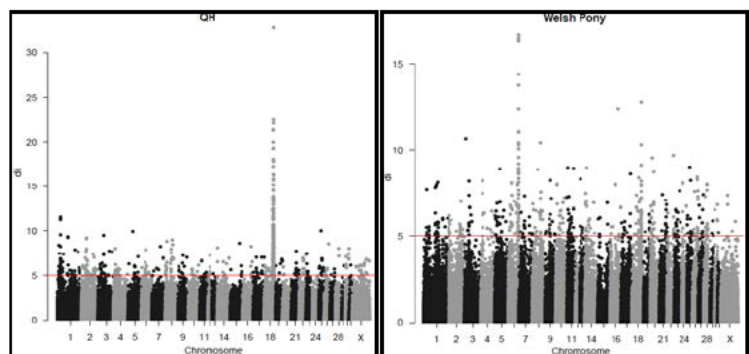 QH
30
25
20
15
10
5
0
di
1 2 3 4 5 7 8 9 11 14 16 18 21 24 28 X
Chromosome
Welsh Pony
15
10
5
0
di
1 2 3 4 5 7 9 11 14 16 18 21 24 28 X
Chromosome